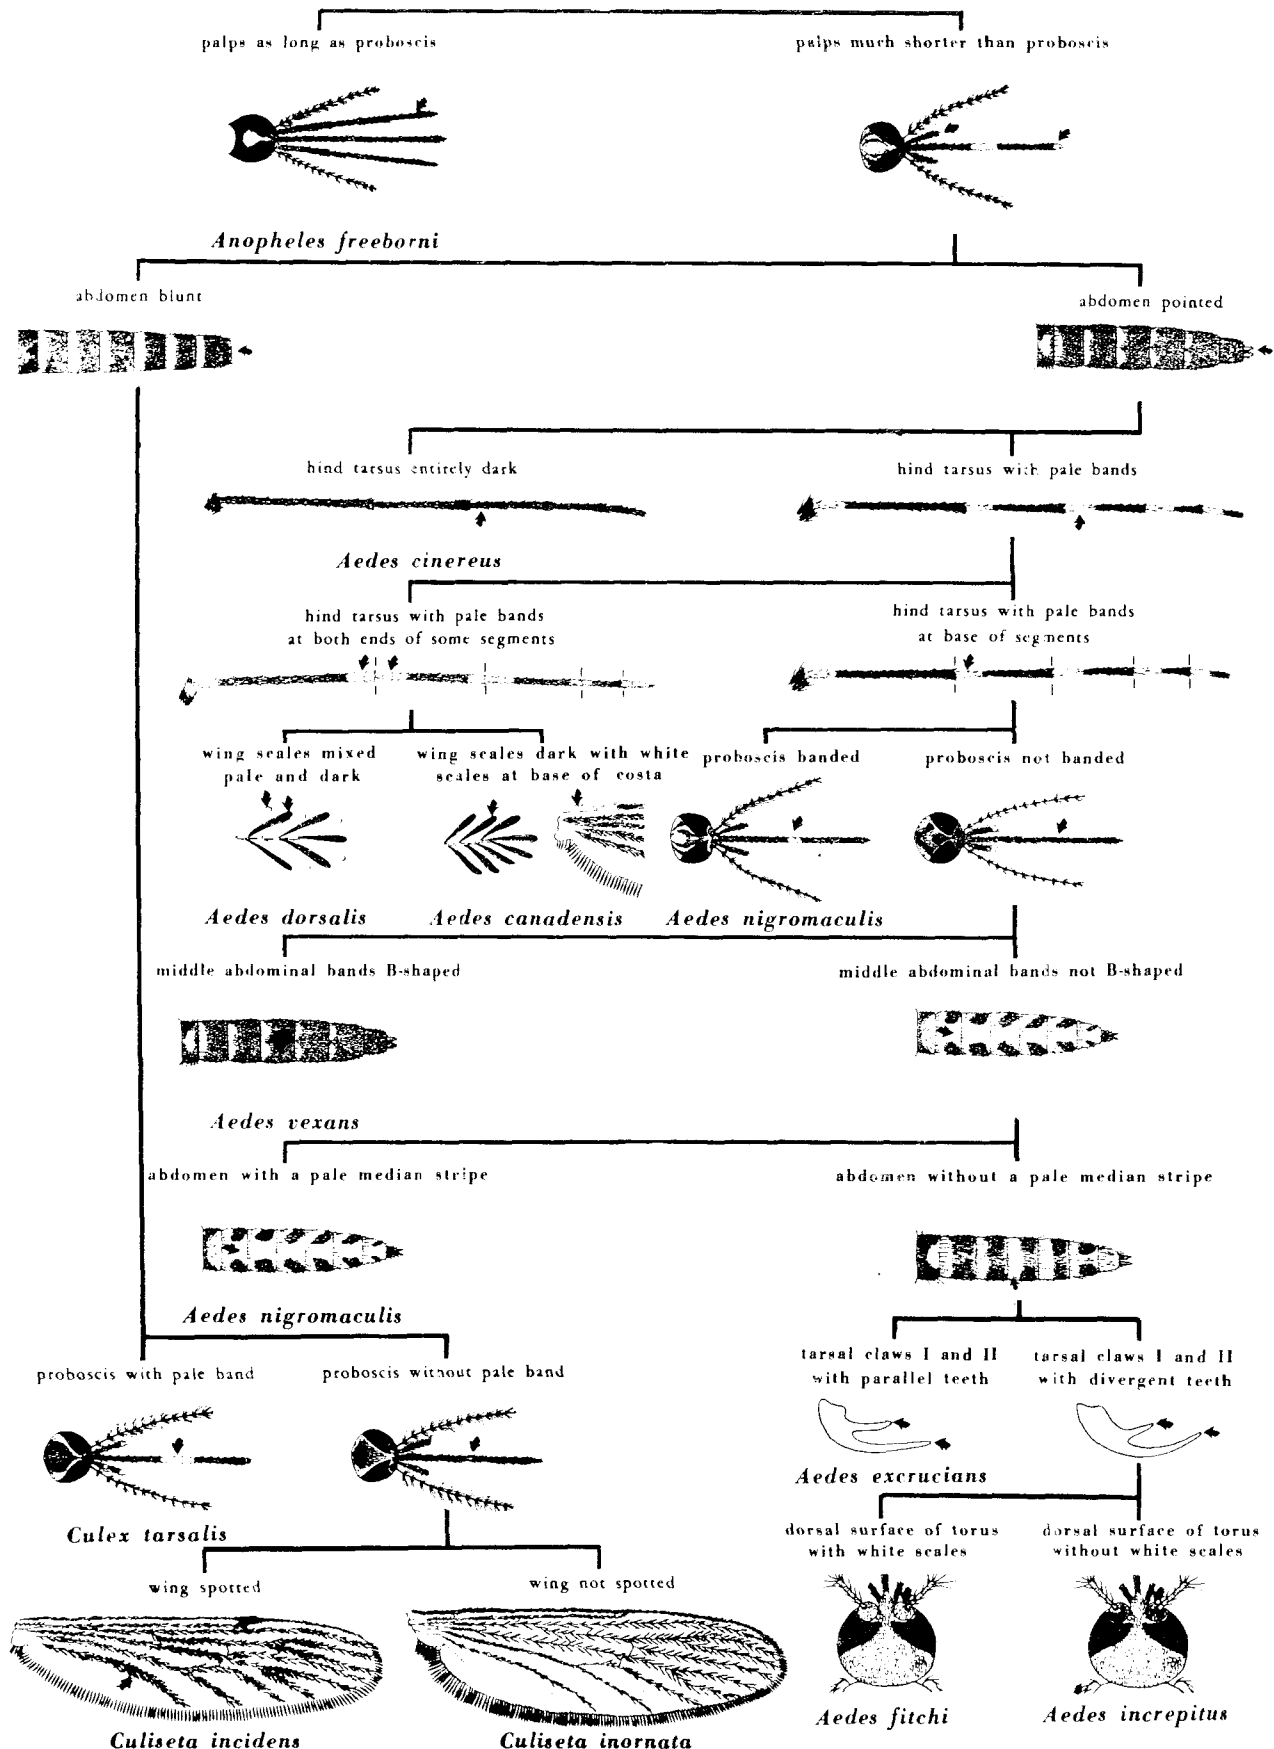 palps as long as proboscis
palps much shorter than proboscis
Anopheles freeborni
abdomen blunt
abdomen pointed
hind tarsus entirely dark
hind tarsus with pale bands
Aedes cinereus
hind tarsus with pale bands
at both ends of some segments
hind tarsus with pale bands
at base of segments
wing scales mixed
pale and dark
wing scales dark with white
scales at base of costa
proboscis banded
proboscis not banded
Aedes dorsalis
Aedes canadensis
Aedes nigromaculis
middle abdominal bands B-shaped
middle abdominal bands not B-shaped
Aedes vexans
abdomen with a pale median stripe
abdomen without a pale median stripe
Aedes nigromaculis
proboscis with pale band
proboscis without pale band
tarsal claws I and II
with parallel teeth
tarsal claws I and II
with divergent teeth
Aedes excrucians
Culex tarsalis
dorsal surface of torus
with white scales
dorsal surface of torus
without white scales
wing spotted
wing not spotted
Aedes fitchi
Aedes increpitus
Culiseta incidens
Culiseta inornata